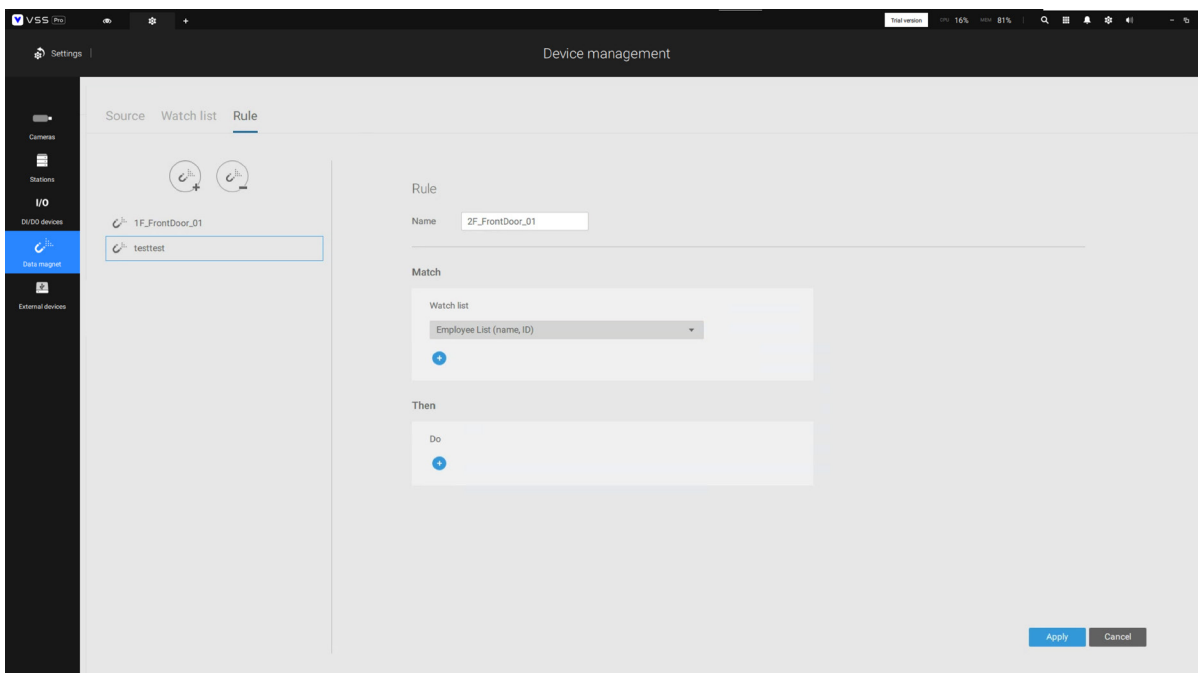 VSS Pro
Trial version
CPU 16% MEM 81%
Settings
Device management
Cameras
Stations
I/O
DI/DO devices
Data magnet
External devices
Source Watch list Rule
1F_FrontDoor_01
testtest
Rule
Name 2F_FrontDoor_01
Match
Watch list
Employee List (name, ID)
Then
Do
Apply Cancel